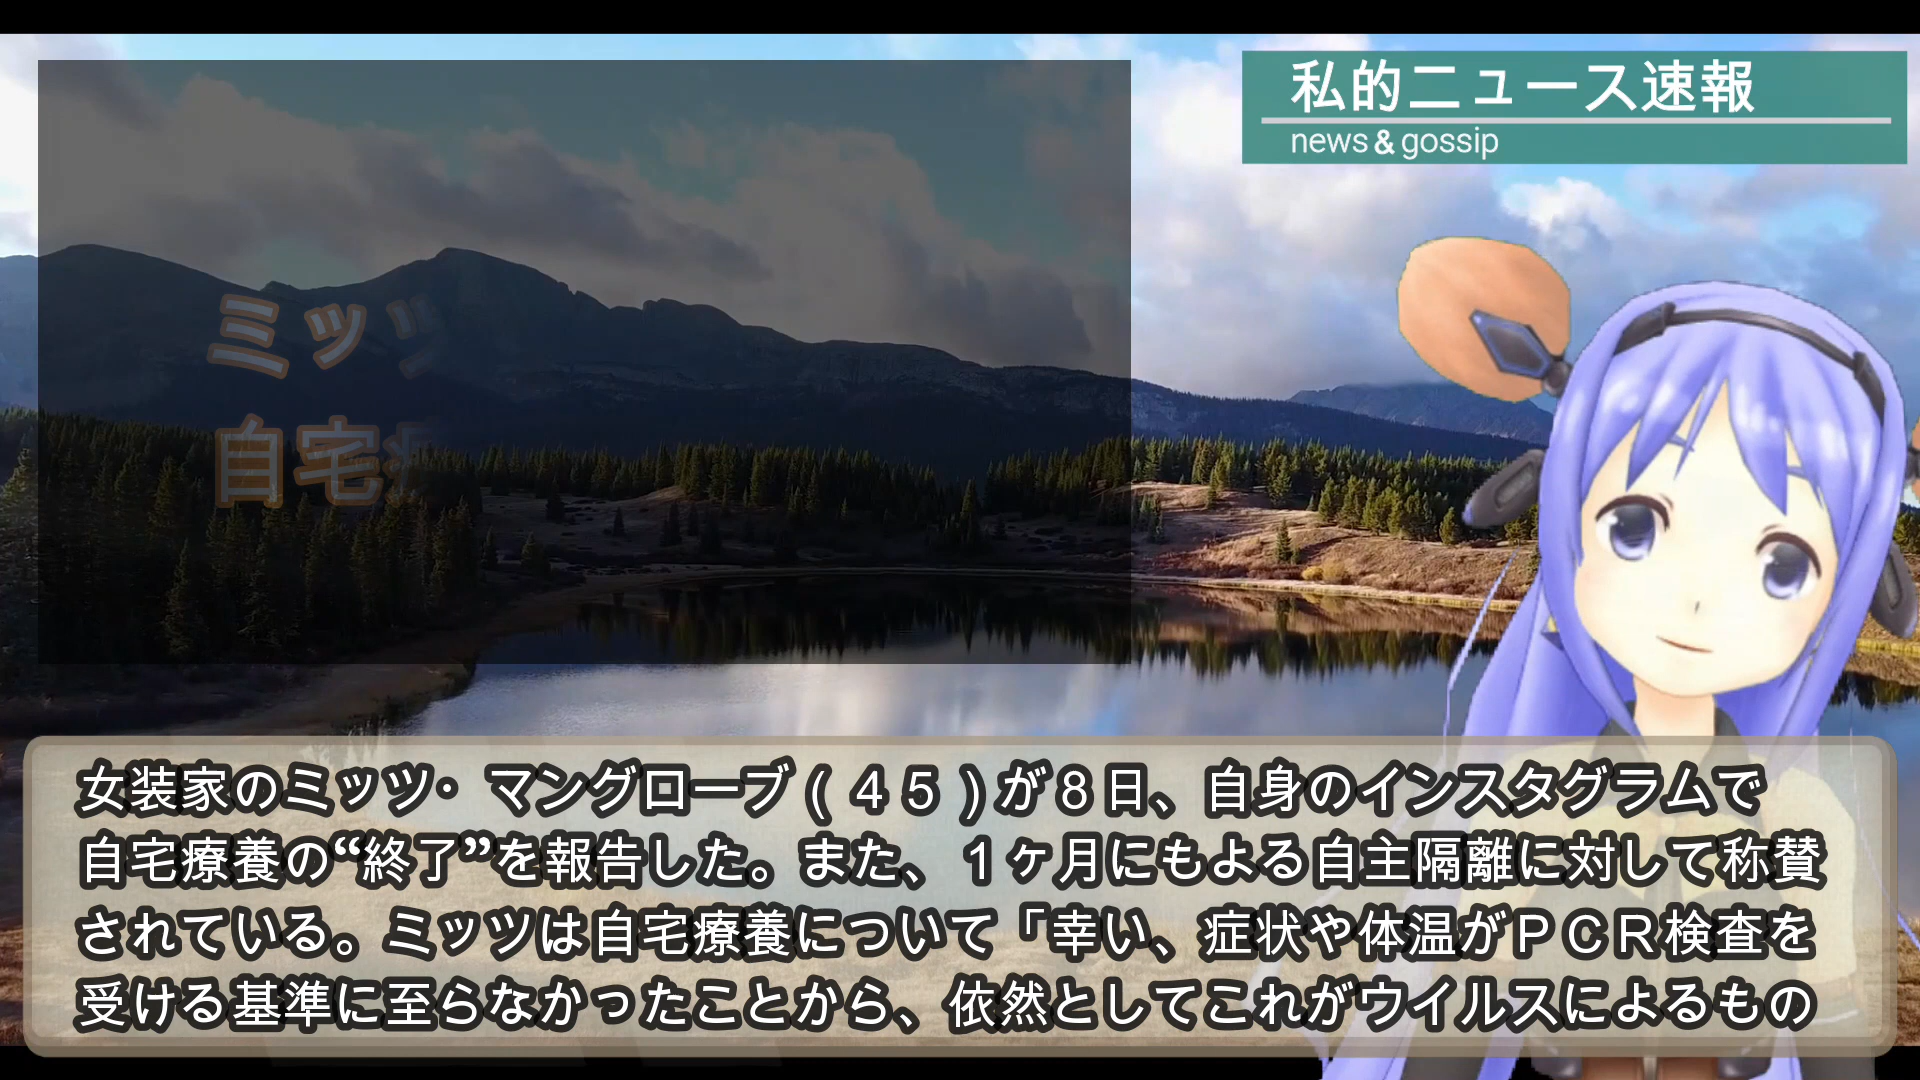 私的ニュース速報
news&gossip
ミッツ
自宅療
女装家のミッツ・マングローブ(45)が8日、自身のインスタグラムで
自宅療養の“終了”を報告した。また、1ヶ月にもよる自主隔離に対して称賛
されている。ミッツは自宅療養について「幸い、症状や体温がPCR検査を
受ける基準に至らなかったことから、依然としてこれがウイルスによるもの